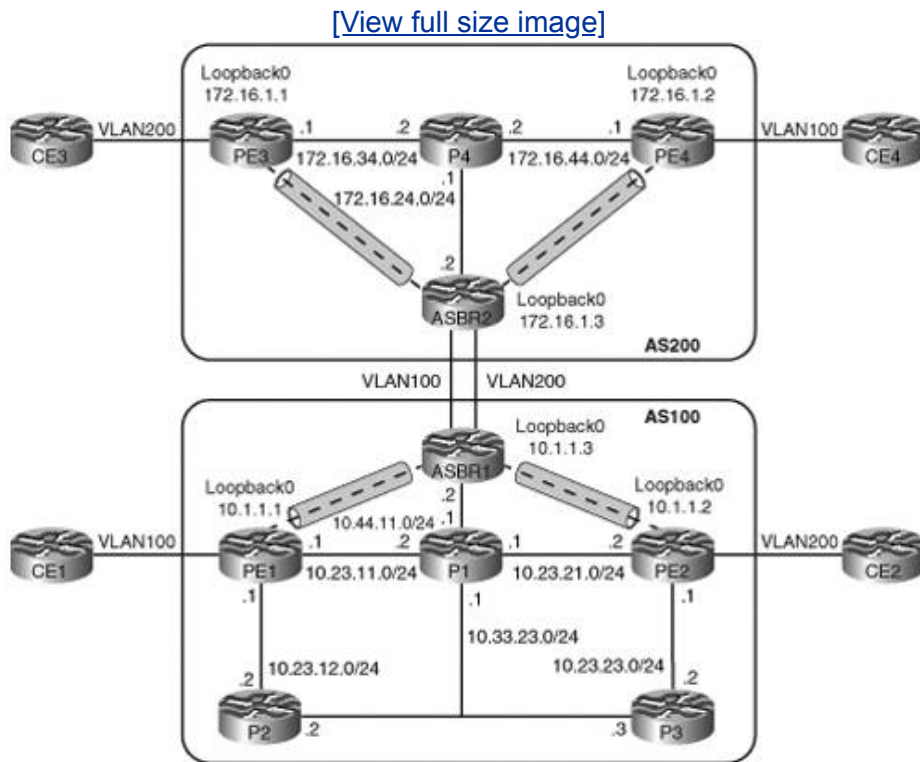 [View full size image]
Loopback0
172.16.1.1
Loopback0
172.16.1.2
VLAN200
.1
.2
.2
.1
VLAN100
CE3
PE3
172.16.34.0/24
P4
172.16.44.0/24
PE4
CE4
.1
172.16.24.0/24
.2
ASBR2
Loopback0
172.16.1.3
AS200
VLAN100
VLAN200
AS100
Loopback0
10.1.1.3
ASBR1
Loopback0
10.1.1.1
Loopback0
10.1.1.2
.2
10.44.11.0/24
.1
VLAN100
.1
.2
.1
.2
VLAN200
CE1
PE1
10.23.11.0/24
P1
10.23.21.0/24
PE2
CE2
.1
.1
.1
10.33.23.0/24
10.23.12.0/24
10.23.23.0/24
.2
.2
P2
.2
.3
P3